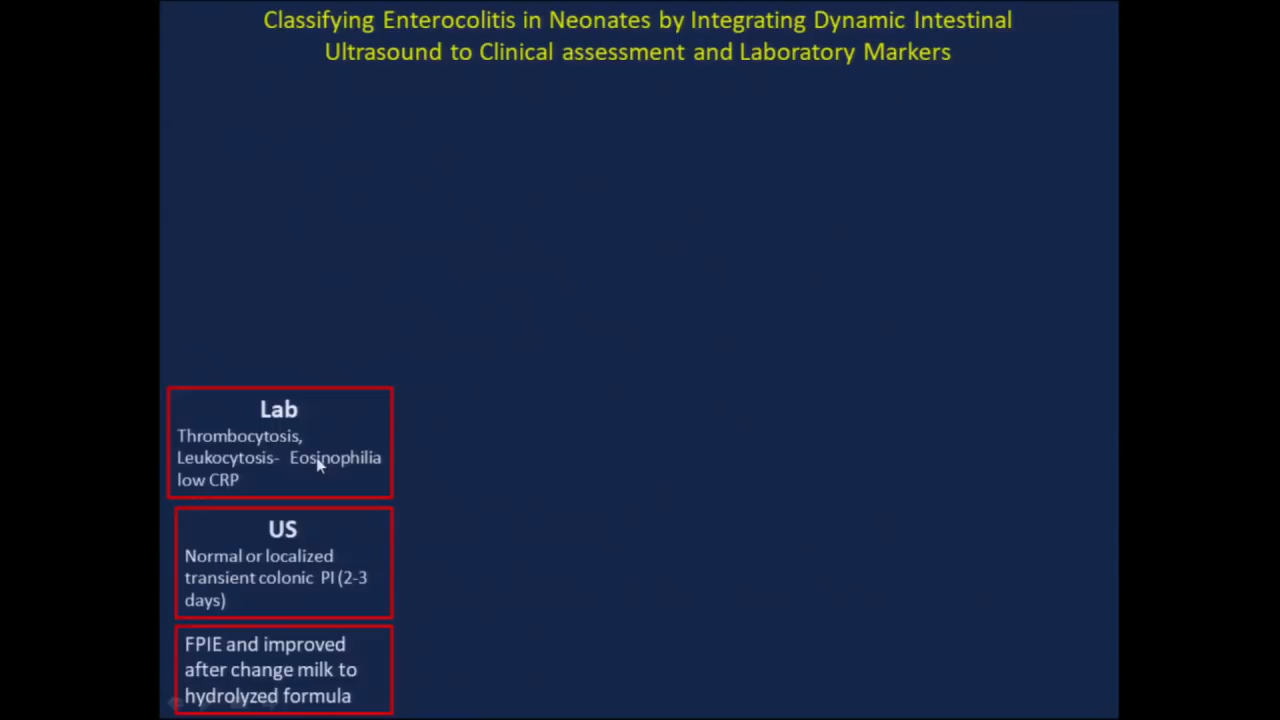 Classifying Enterocolitis in Neonates by Integrating Dynamic Intestinal
Ultrasound to Clinical assessment and Laboratory Markers
Lab
Thrombocytosis,
Leukocytosis- Eosinophilia
low CRP
US
Normal or localized
transient colonic PI (2-3
days)
FPIE and improved
after change milk to
hydrolyzed formula